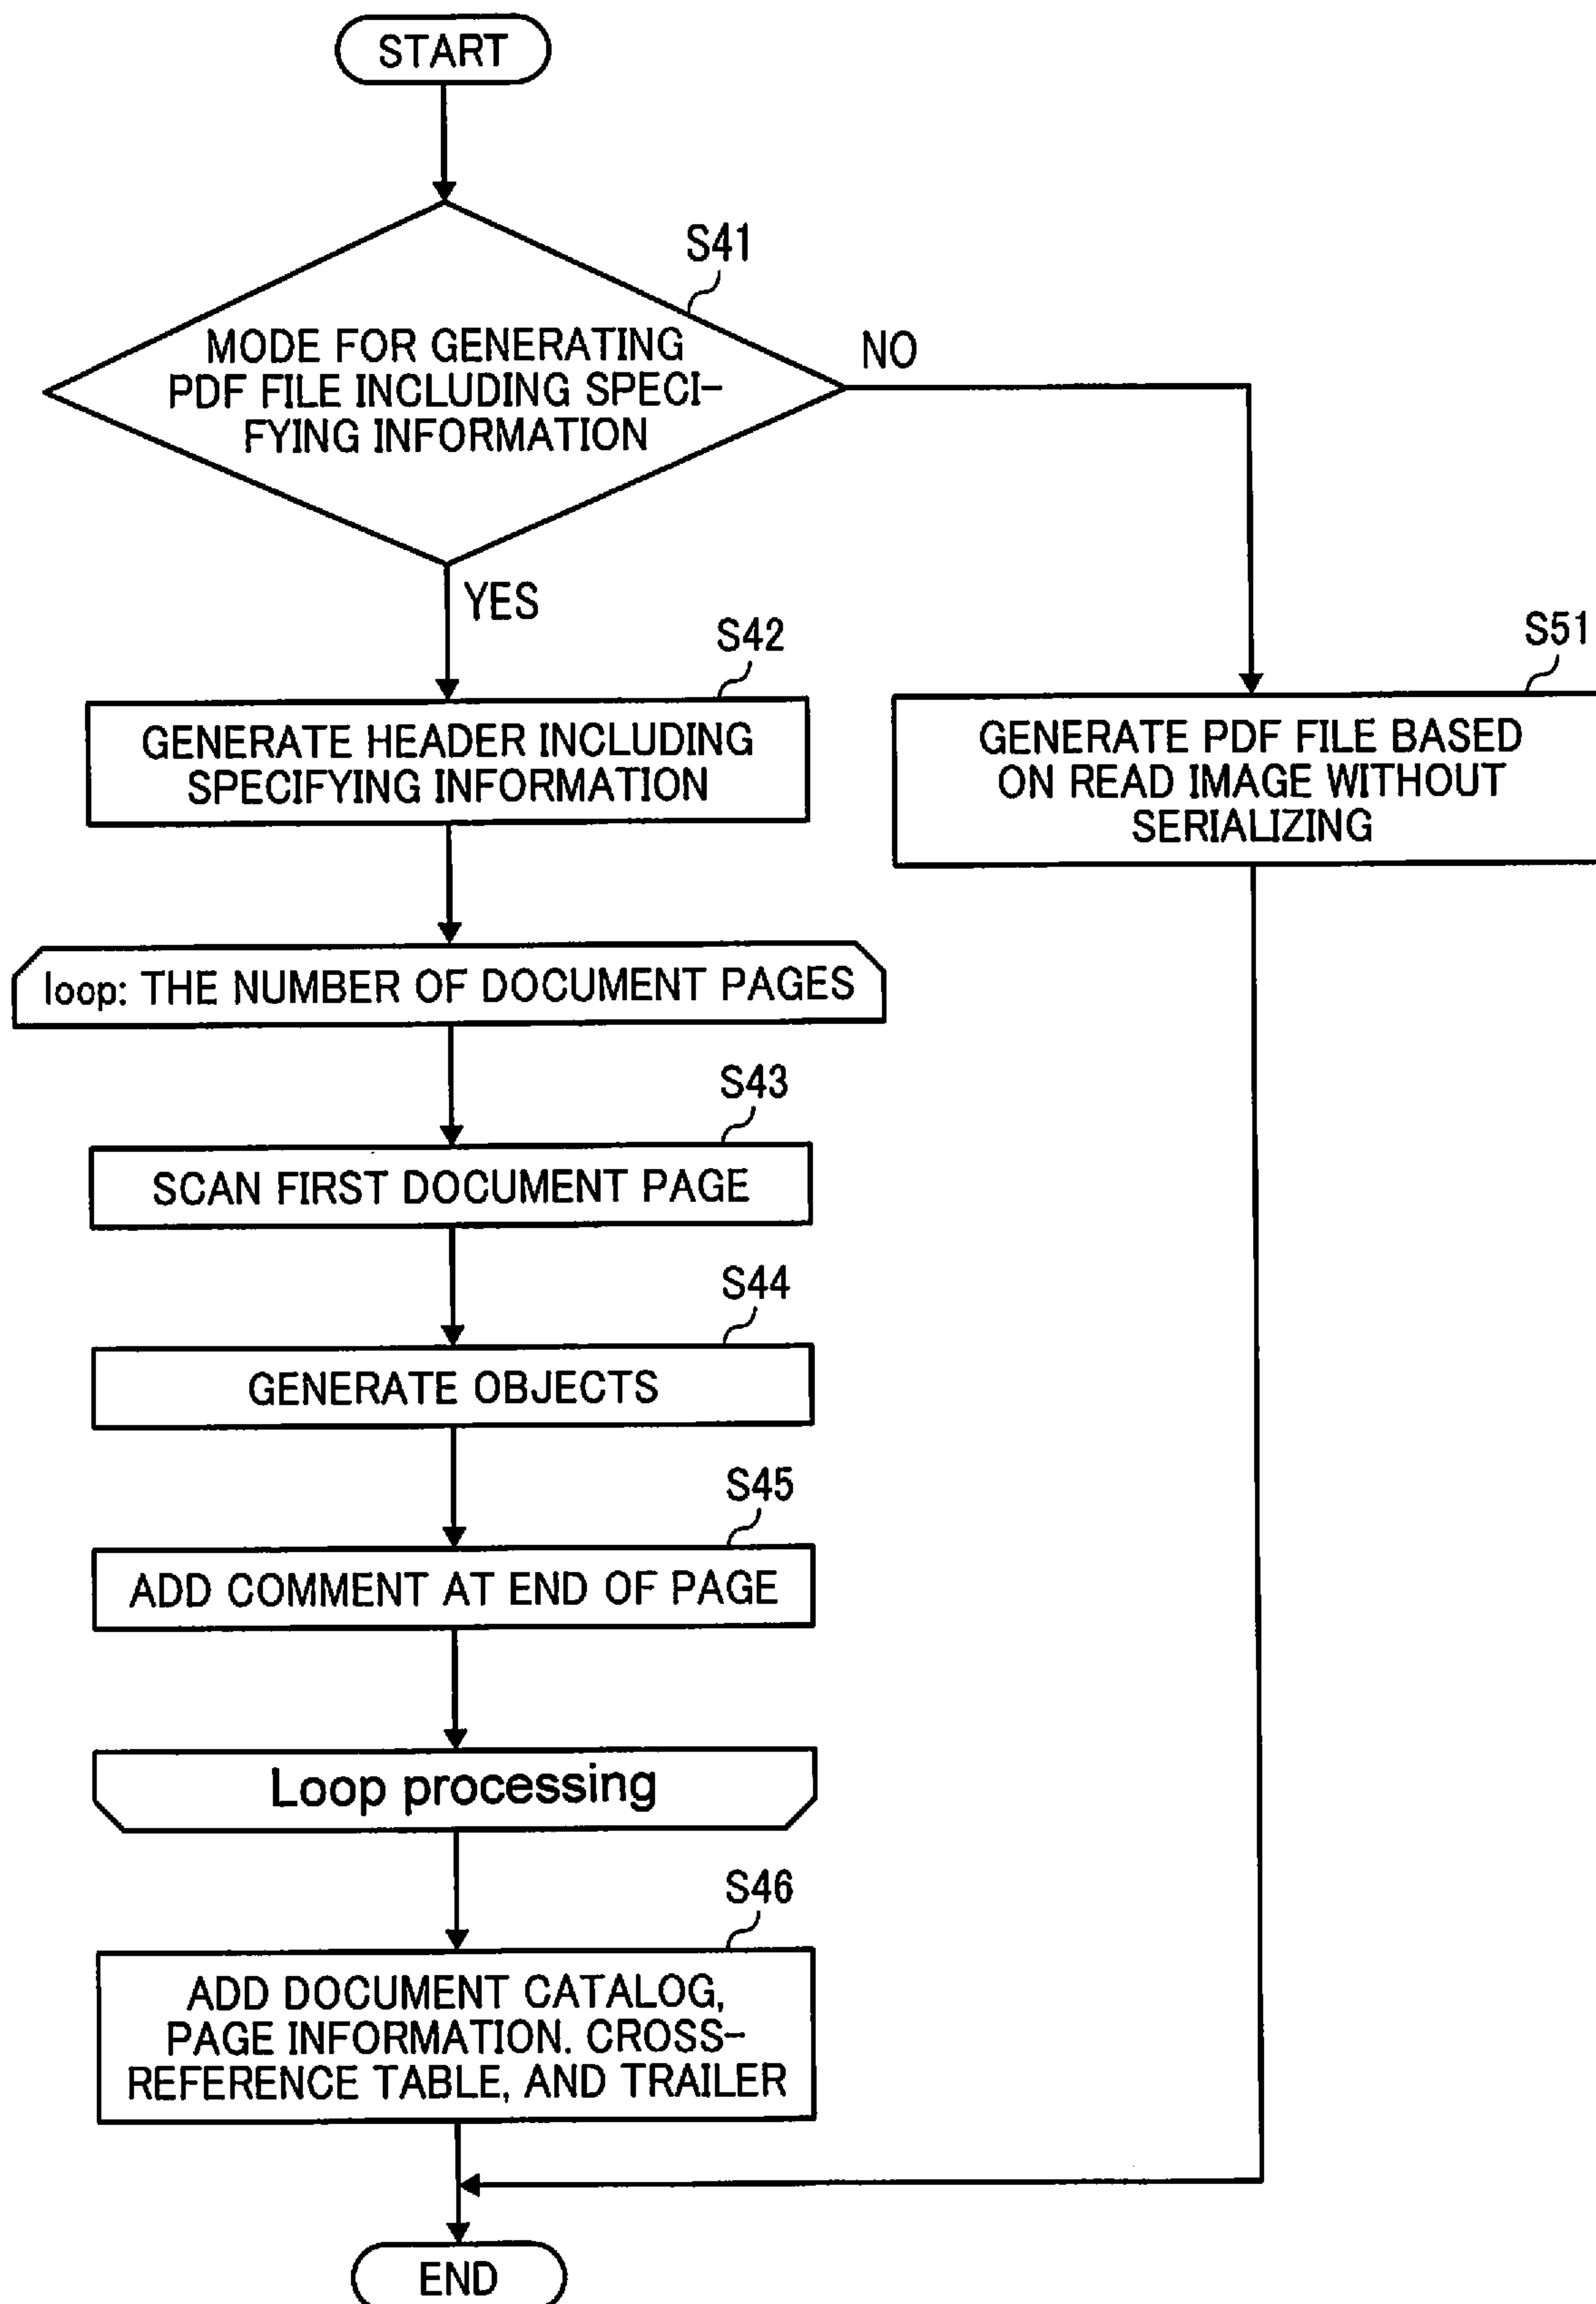 START
S41
MODE FOR GENERATING
PDF FILE INCLUDING SPECI-
FYING INFORMATION
NO
YES
S42
GENERATE HEADER INCLUDING
SPECIFYING INFORMATION
S51
GENERATE PDF FILE BASED
ON READ IMAGE WITHOUT
SERIALIZING
loop: THE NUMBER OF DOCUMENT PAGES
S43
SCAN FIRST DOCUMENT PAGE
S44
GENERATE OBJECTS
S45
ADD COMMENT AT END OF PAGE
Loop processing
S46
ADD DOCUMENT CATALOG,
PAGE INFORMATION. CROSS-
REFERENCE TABLE, AND TRAILER
END